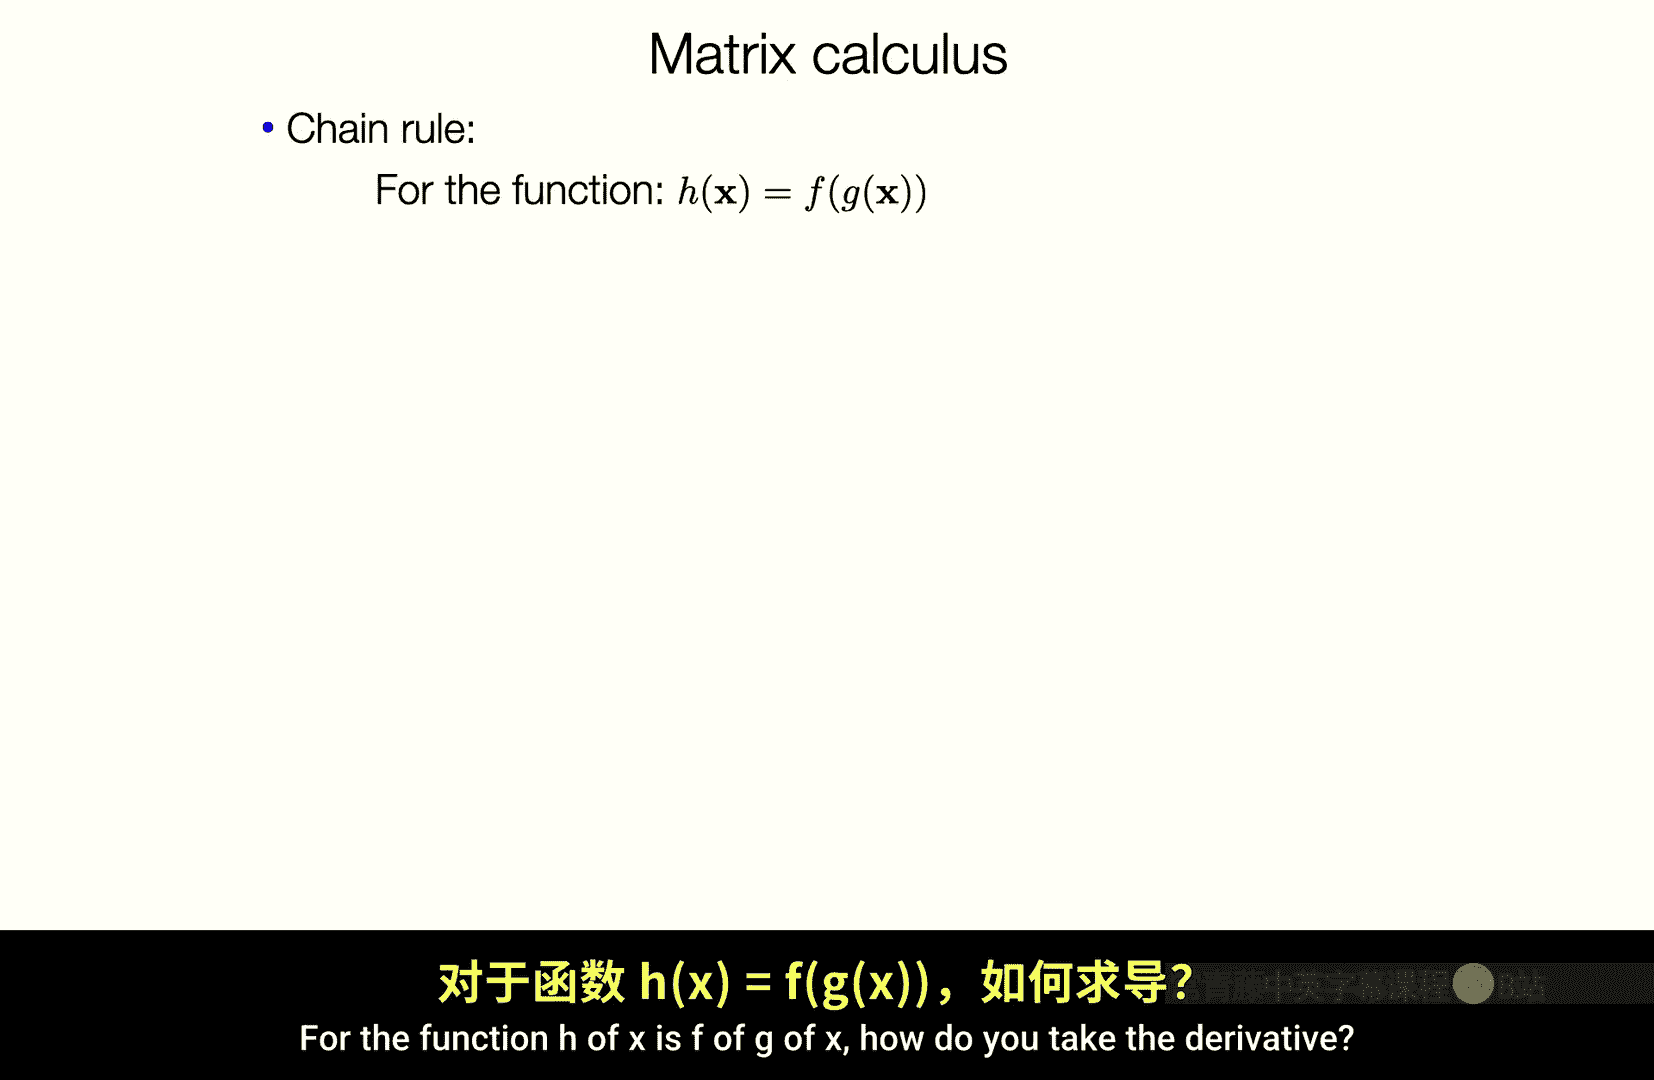 Matrix calculus
• Chain rule:
For the function: h(𝐱) = f(g(𝐱))
对于函数 h(x) = f(g(x))，如何求导？
For the function h of x is f of g of x, how do you take the derivative?